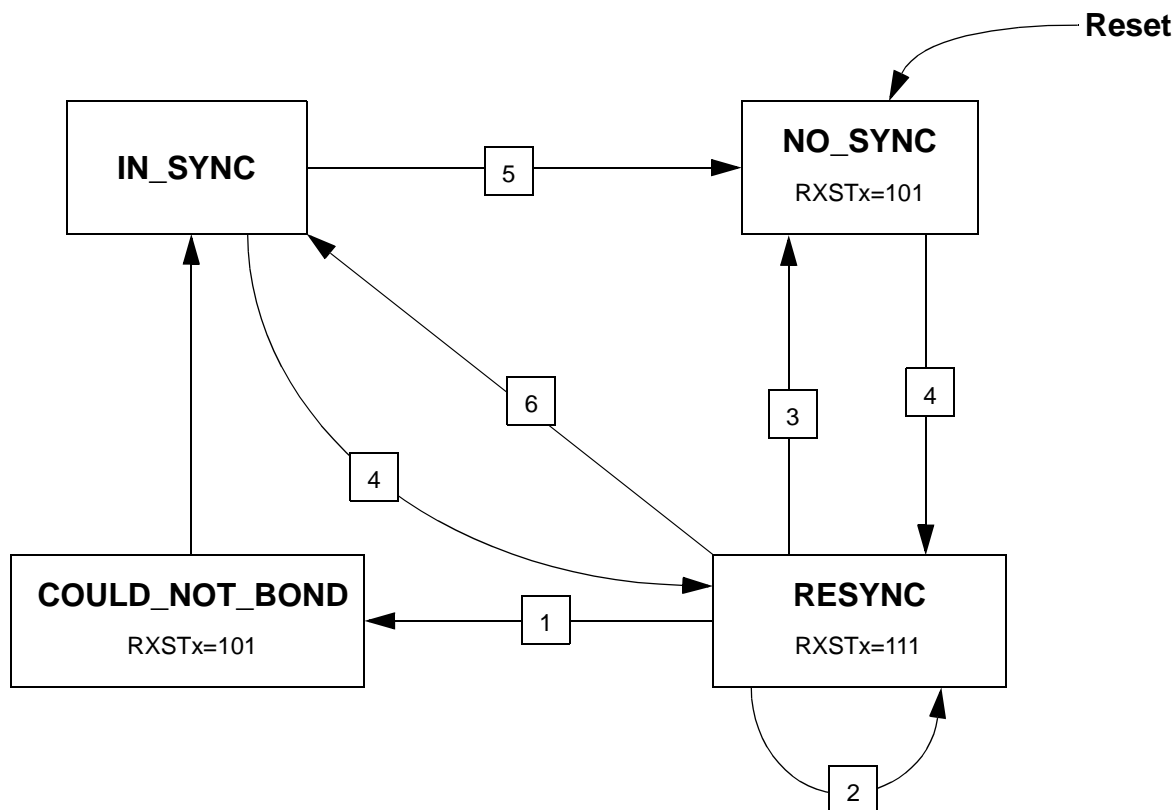 Reset
IN_SYNC
5
NO_SYNC
RXSTx=101
6
3
4
4
COULD_NOT_BOND
RXSTx=101
1
RESYNC
RXSTx=111
2